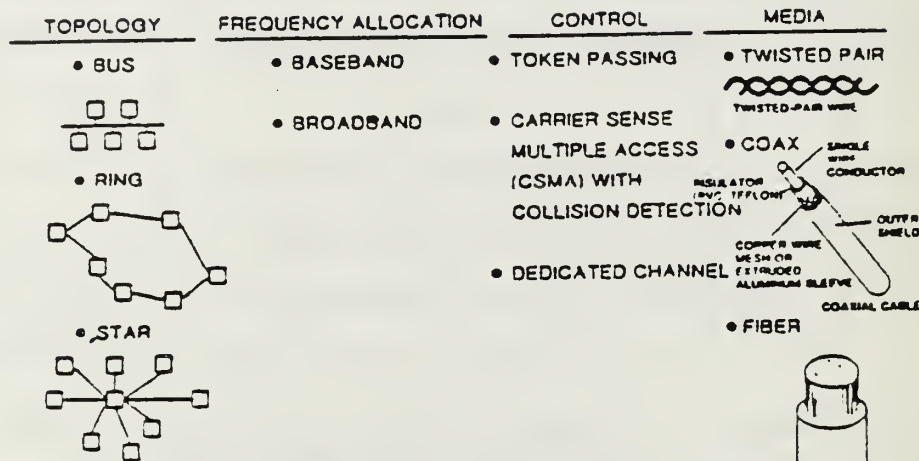 TOPOLOGY
FREQUENCY ALLOCATION
CONTROL
MEDIA
• BUS
• BASEBAND
• TOKEN PASSING
• TWISTED PAIR
TWISTED-PAIR WIRE
• BROADBAND
• CARRIER SENSE
MULTIPLE ACCESS
(CSMA) WITH
COLLISION DETECTION
• COAX
SINGLE
WIRE
CONDUCTOR
INSULATOR
(PVC, TEFLON)
OUTER
SHIELD
COPPER WIRE
MESH OR
EXTRUDED
ALUMINUM SLEEVE
COAXIAL CABLE
• RING
• DEDICATED CHANNEL
• FIBER
• STAR